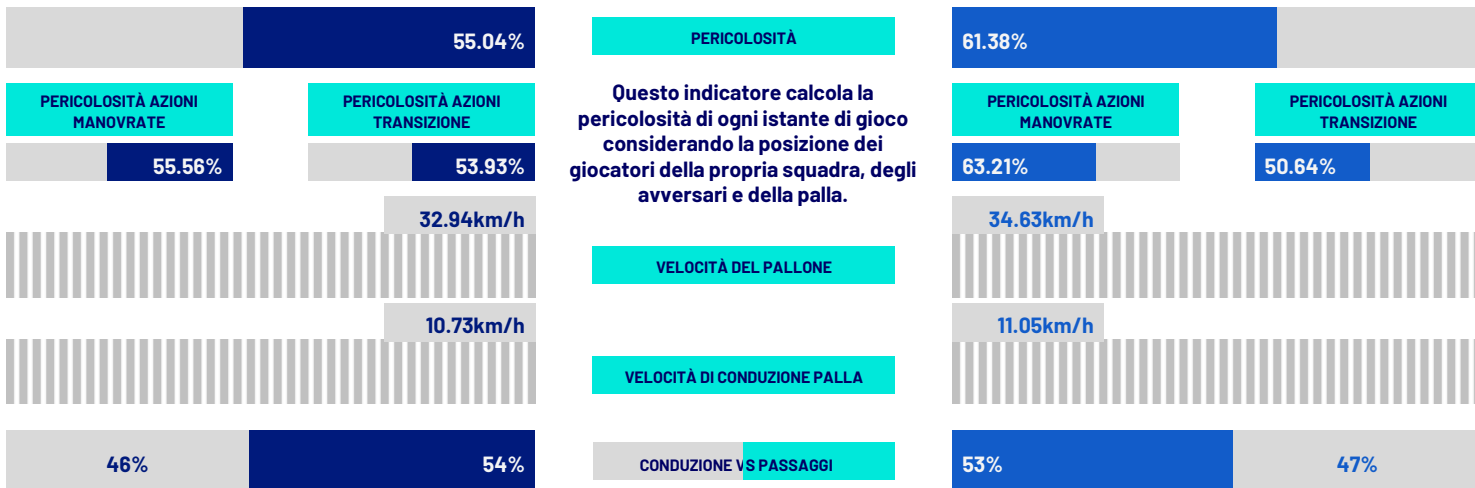 55.04%
PERICOLOSITÀ
61.38%
PERICOLOSITÀ AZIONI
MANOVRATE
PERICOLOSITÀ AZIONI
TRANSIZIONE
Questo indicatore calcola la
pericolosità di ogni istante di gioco
considerando la posizione dei
giocatori della propria squadra, degli
avversari e della palla.
PERICOLOSITÀ AZIONI
MANOVRATE
PERICOLOSITÀ AZIONI
TRANSIZIONE
55.56%
53.93%
63.21%
50.64%
32.94km/h
34.63km/h
VELOCITÀ DEL PALLONE
10.73km/h
11.05km/h
VELOCITÀ DI CONDUZIONE PALLA
46%
54%
CONDUZIONE VS PASSAGGI
53%
47%